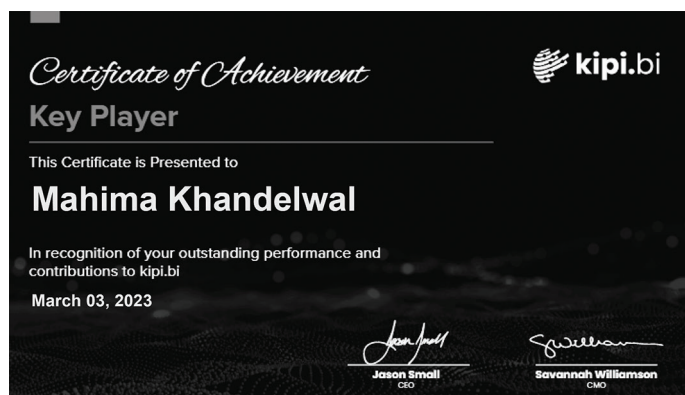 Certificate of Achievement
kipi.bi
Key Player
This Certificate is Presented to
Mahima Khandelwal
In recognition of your outstanding performance and
contributions to kipi.bi
March 03, 2023
Jason Small
CEO
Savannah Williamson
CMO